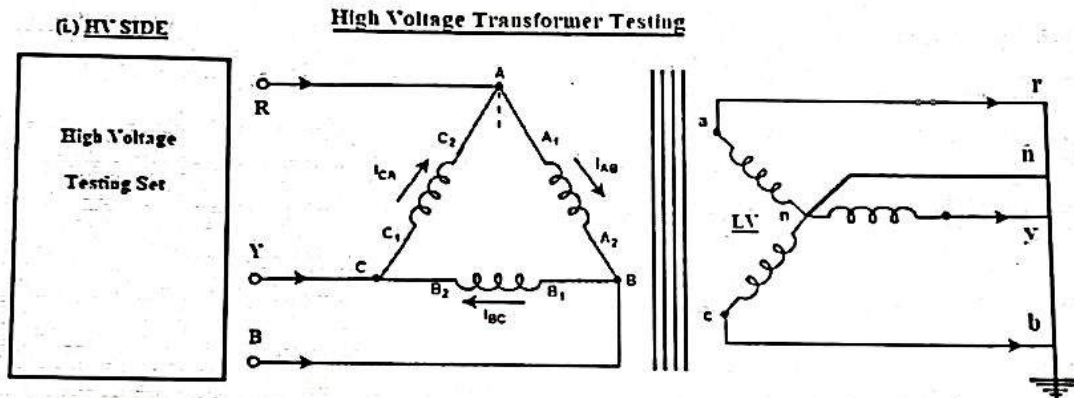 High Voltage Transformer Testing
(i.) HV SIDE
High Voltage
Testing Set
R
Y
B
A
C2
A1
ICA
IAB
C1
A2
C
B2
B1
B
IBC
a
n
LV
c
r
n
y
b